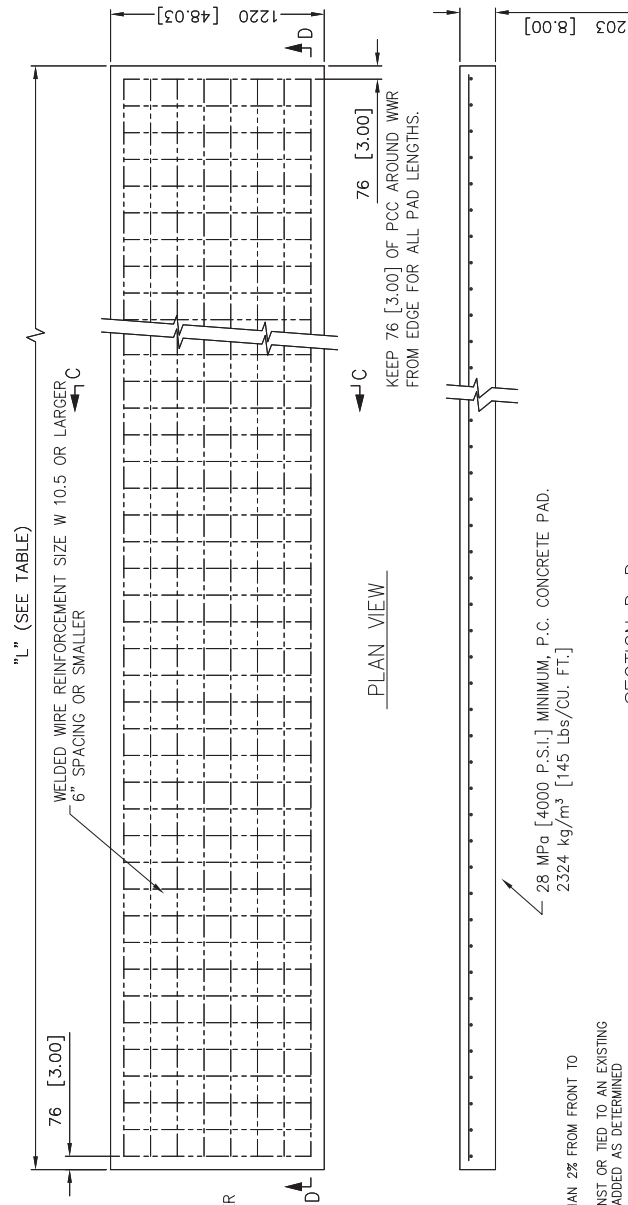 "L" (SEE TABLE)
WELDED WIRE REINFORCEMENT SIZE W 10.5 OR LARGER
6" SPACING OR SMALLER
76 [3.00]
C
1220 [48.03]
D
D
R
C
76 [3.00]
KEEP 76 [3.00] OF PCC AROUND WWR
FROM EDGE FOR ALL PAD LENGTHS.
PLAN VIEW
203 [8.00]
28 MPa [4000 P.S.I.] MINIMUM, P.C. CONCRETE PAD.
2324 kg/m³ [145 Lbs/CU. FT.]
HAN 2% FROM FRONT TO
NST OR TIED TO AN EXISTING
ADDED AS DETERMINED